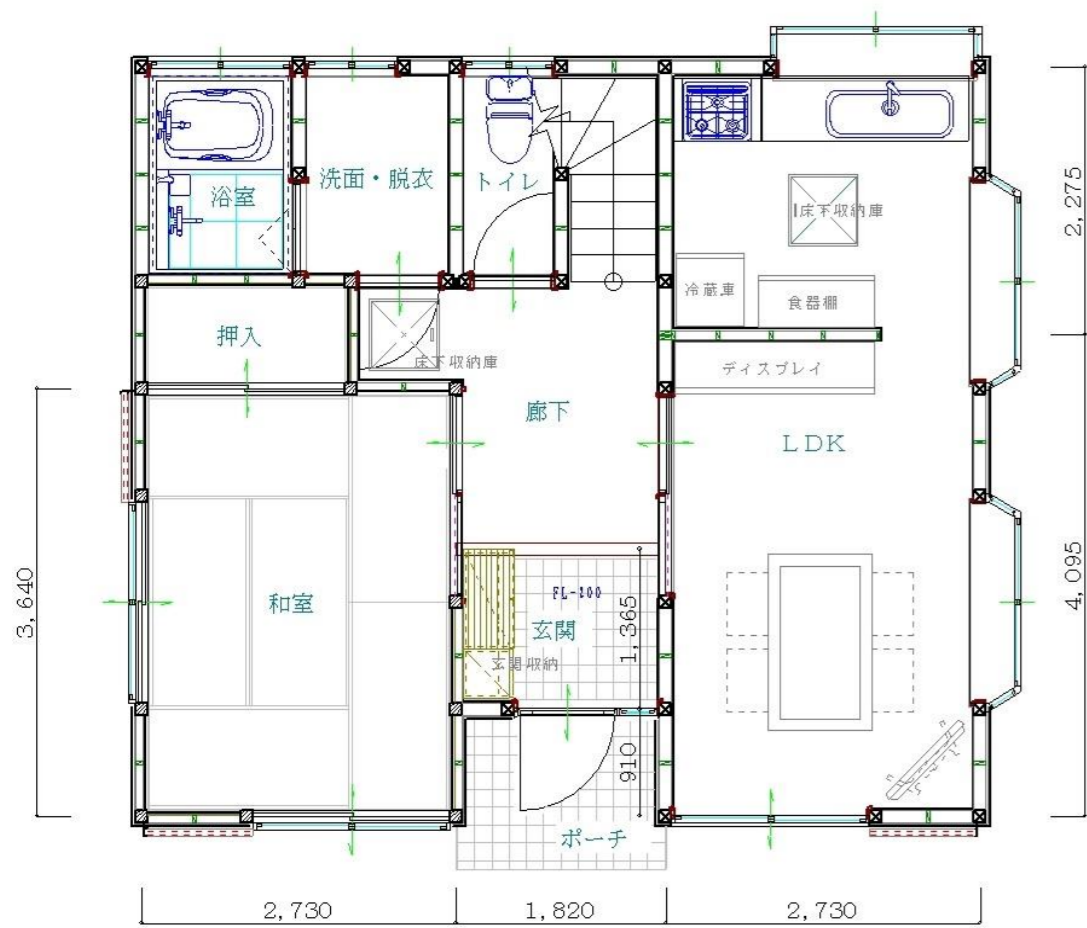 洗面・脱衣
トイレ
浴室
床下収納庫
2,275
冷蔵庫
食器棚
押入
床下収納庫
ディスプレイ
廊下
LDK
3,640
和室
FL-100
玄関
1,365
玄関収納
4,095
910
ポーチ
2,730
1,820
2,730